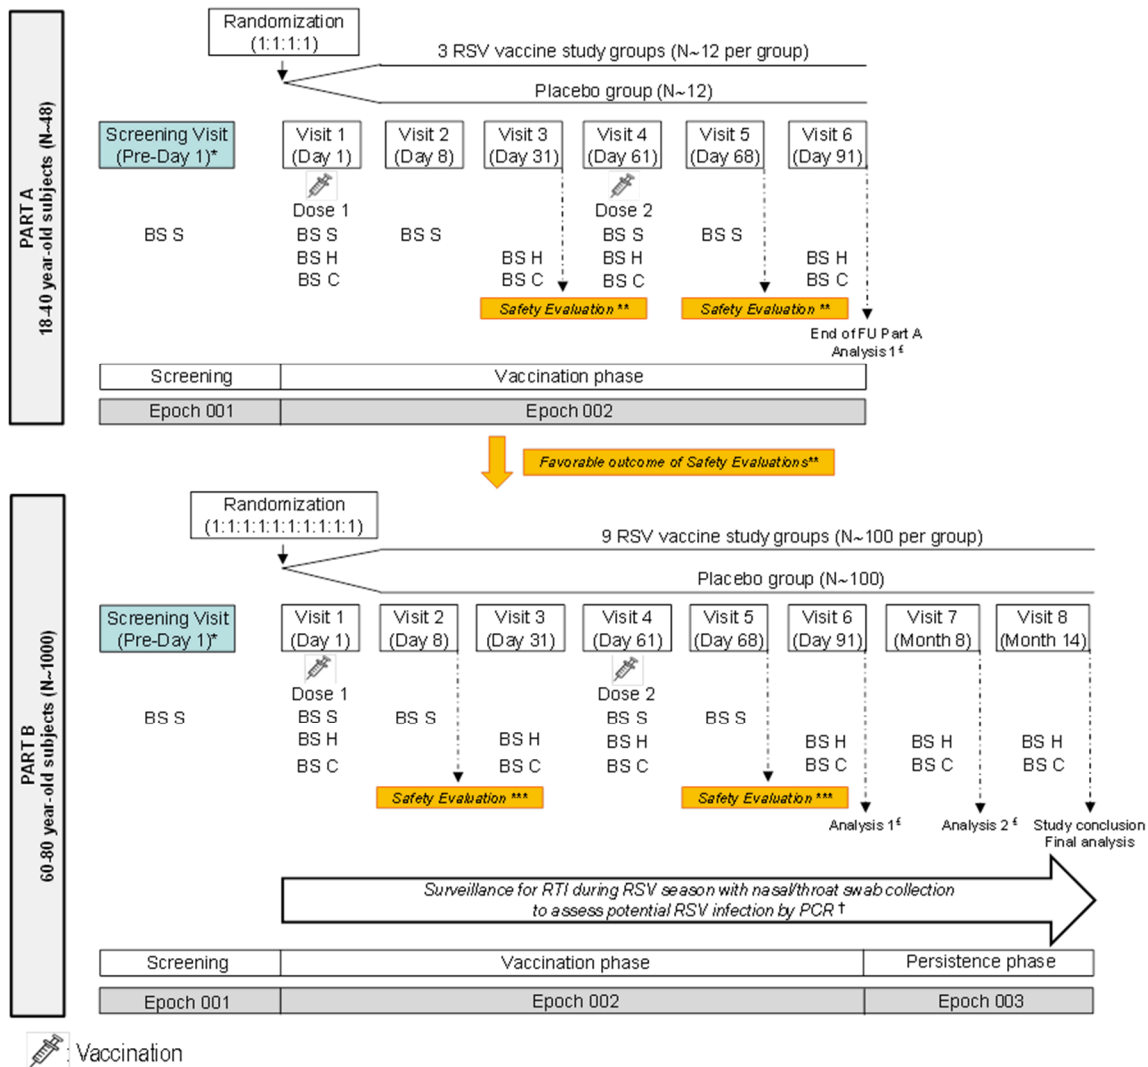 Randomization
(1:1:1:1)
3 RSV vaccine study groups (N~12 per group)
Placebo group (N~12)
PART A
18-40 year-old subjects (N~48)
Screening Visit
(Pre-Day 1)*
Visit 1
(Day 1)
Visit 2
(Day 8)
Visit 3
(Day 31)
Visit 4
(Day 61)
Visit 5
(Day 68)
Visit 6
(Day 91)
Dose 1
Dose 2
BS S
BS S
BS S
BS S
BS S
BS H
BS H
BS H
BS H
BS C
BS C
BS C
BS C
Safety Evaluation **
Safety Evaluation **
End of FU Part A
Analysis 1 £
Screening
Vaccination phase
Epoch 001
Epoch 002
Favorable outcome of Safety Evaluations**
Randomization
(1:1:1:1:1:1:1:1:1:1)
9 RSV vaccine study groups (N~100 per group)
Placebo group (N~100)
PART B
60-80 year-old subjects (N~1000)
Screening Visit
(Pre-Day 1)*
Visit 1
(Day 1)
Visit 2
(Day 8)
Visit 3
(Day 31)
Visit 4
(Day 61)
Visit 5
(Day 68)
Visit 6
(Day 91)
Visit 7
(Month 8)
Visit 8
(Month 14)
Dose 1
Dose 2
BS S
BS S
BS S
BS S
BS S
BS H
BS H
BS H
BS H
BS H
BS H
BS C
BS C
BS C
BS C
BS C
BS C
Safety Evaluation ***
Safety Evaluation ***
Analysis 1 £
Analysis 2 £
Study conclusion
Final analysis
Surveillance for RTI during RSV season with nasal/throat swab collection
to assess potential RSV infection by PCR †
Screening
Vaccination phase
Persistence phase
Epoch 001
Epoch 002
Epoch 003
: Vaccination